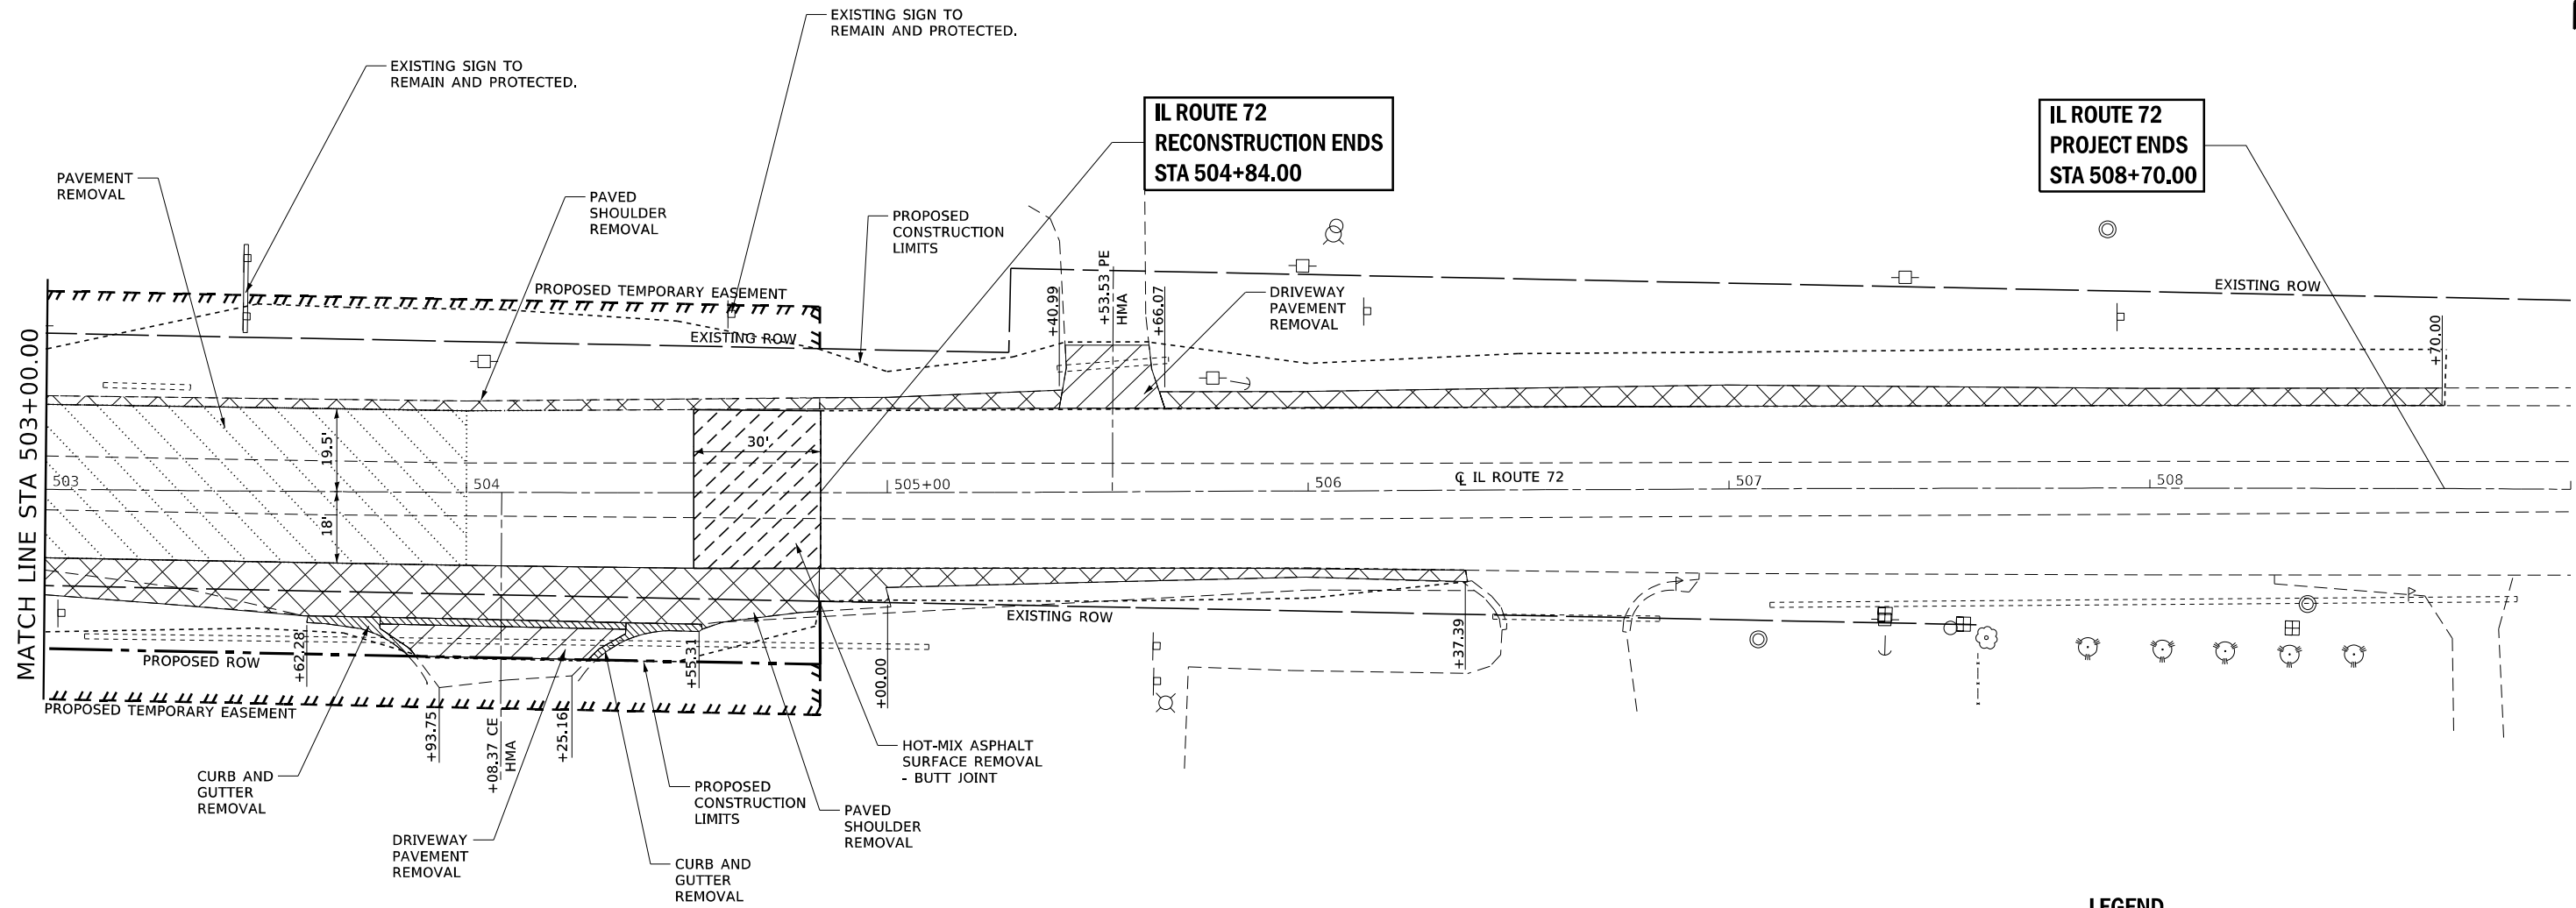 EXISTING SIGN TO
REMAIN AND PROTECTED.
EXISTING SIGN TO
REMAIN AND PROTECTED.
IL ROUTE 72
RECONSTRUCTION ENDS
STA 504+84.00
IL ROUTE 72
PROJECT ENDS
STA 508+70.00
PAVEMENT
REMOVAL
PAVED
SHOULDER
REMOVAL
PROPOSED
CONSTRUCTION
LIMITS
PROPOSED TEMPORARY EASEMENT
EXISTING ROW
+40.99
+53.53 PE
HMA
+66.07
DRIVEWAY
PAVEMENT
REMOVAL
EXISTING ROW
+70.00
MATCH LINE STA 503+00.00
19.5'
30'
18'
503
504
505+00
506
℄ IL ROUTE 72
507
508
EXISTING ROW
PROPOSED ROW
PROPOSED TEMPORARY EASEMENT
+62.28
+93.75
+08.37 CE
HMA
+25.16
+55.31
+00.00
+37.39
CURB AND
GUTTER
REMOVAL
DRIVEWAY
PAVEMENT
REMOVAL
CURB AND
GUTTER
REMOVAL
PROPOSED
CONSTRUCTION
LIMITS
PAVED
SHOULDER
REMOVAL
HOT-MIX ASPHALT
SURFACE REMOVAL
- BUTT JOINT
LEGEND